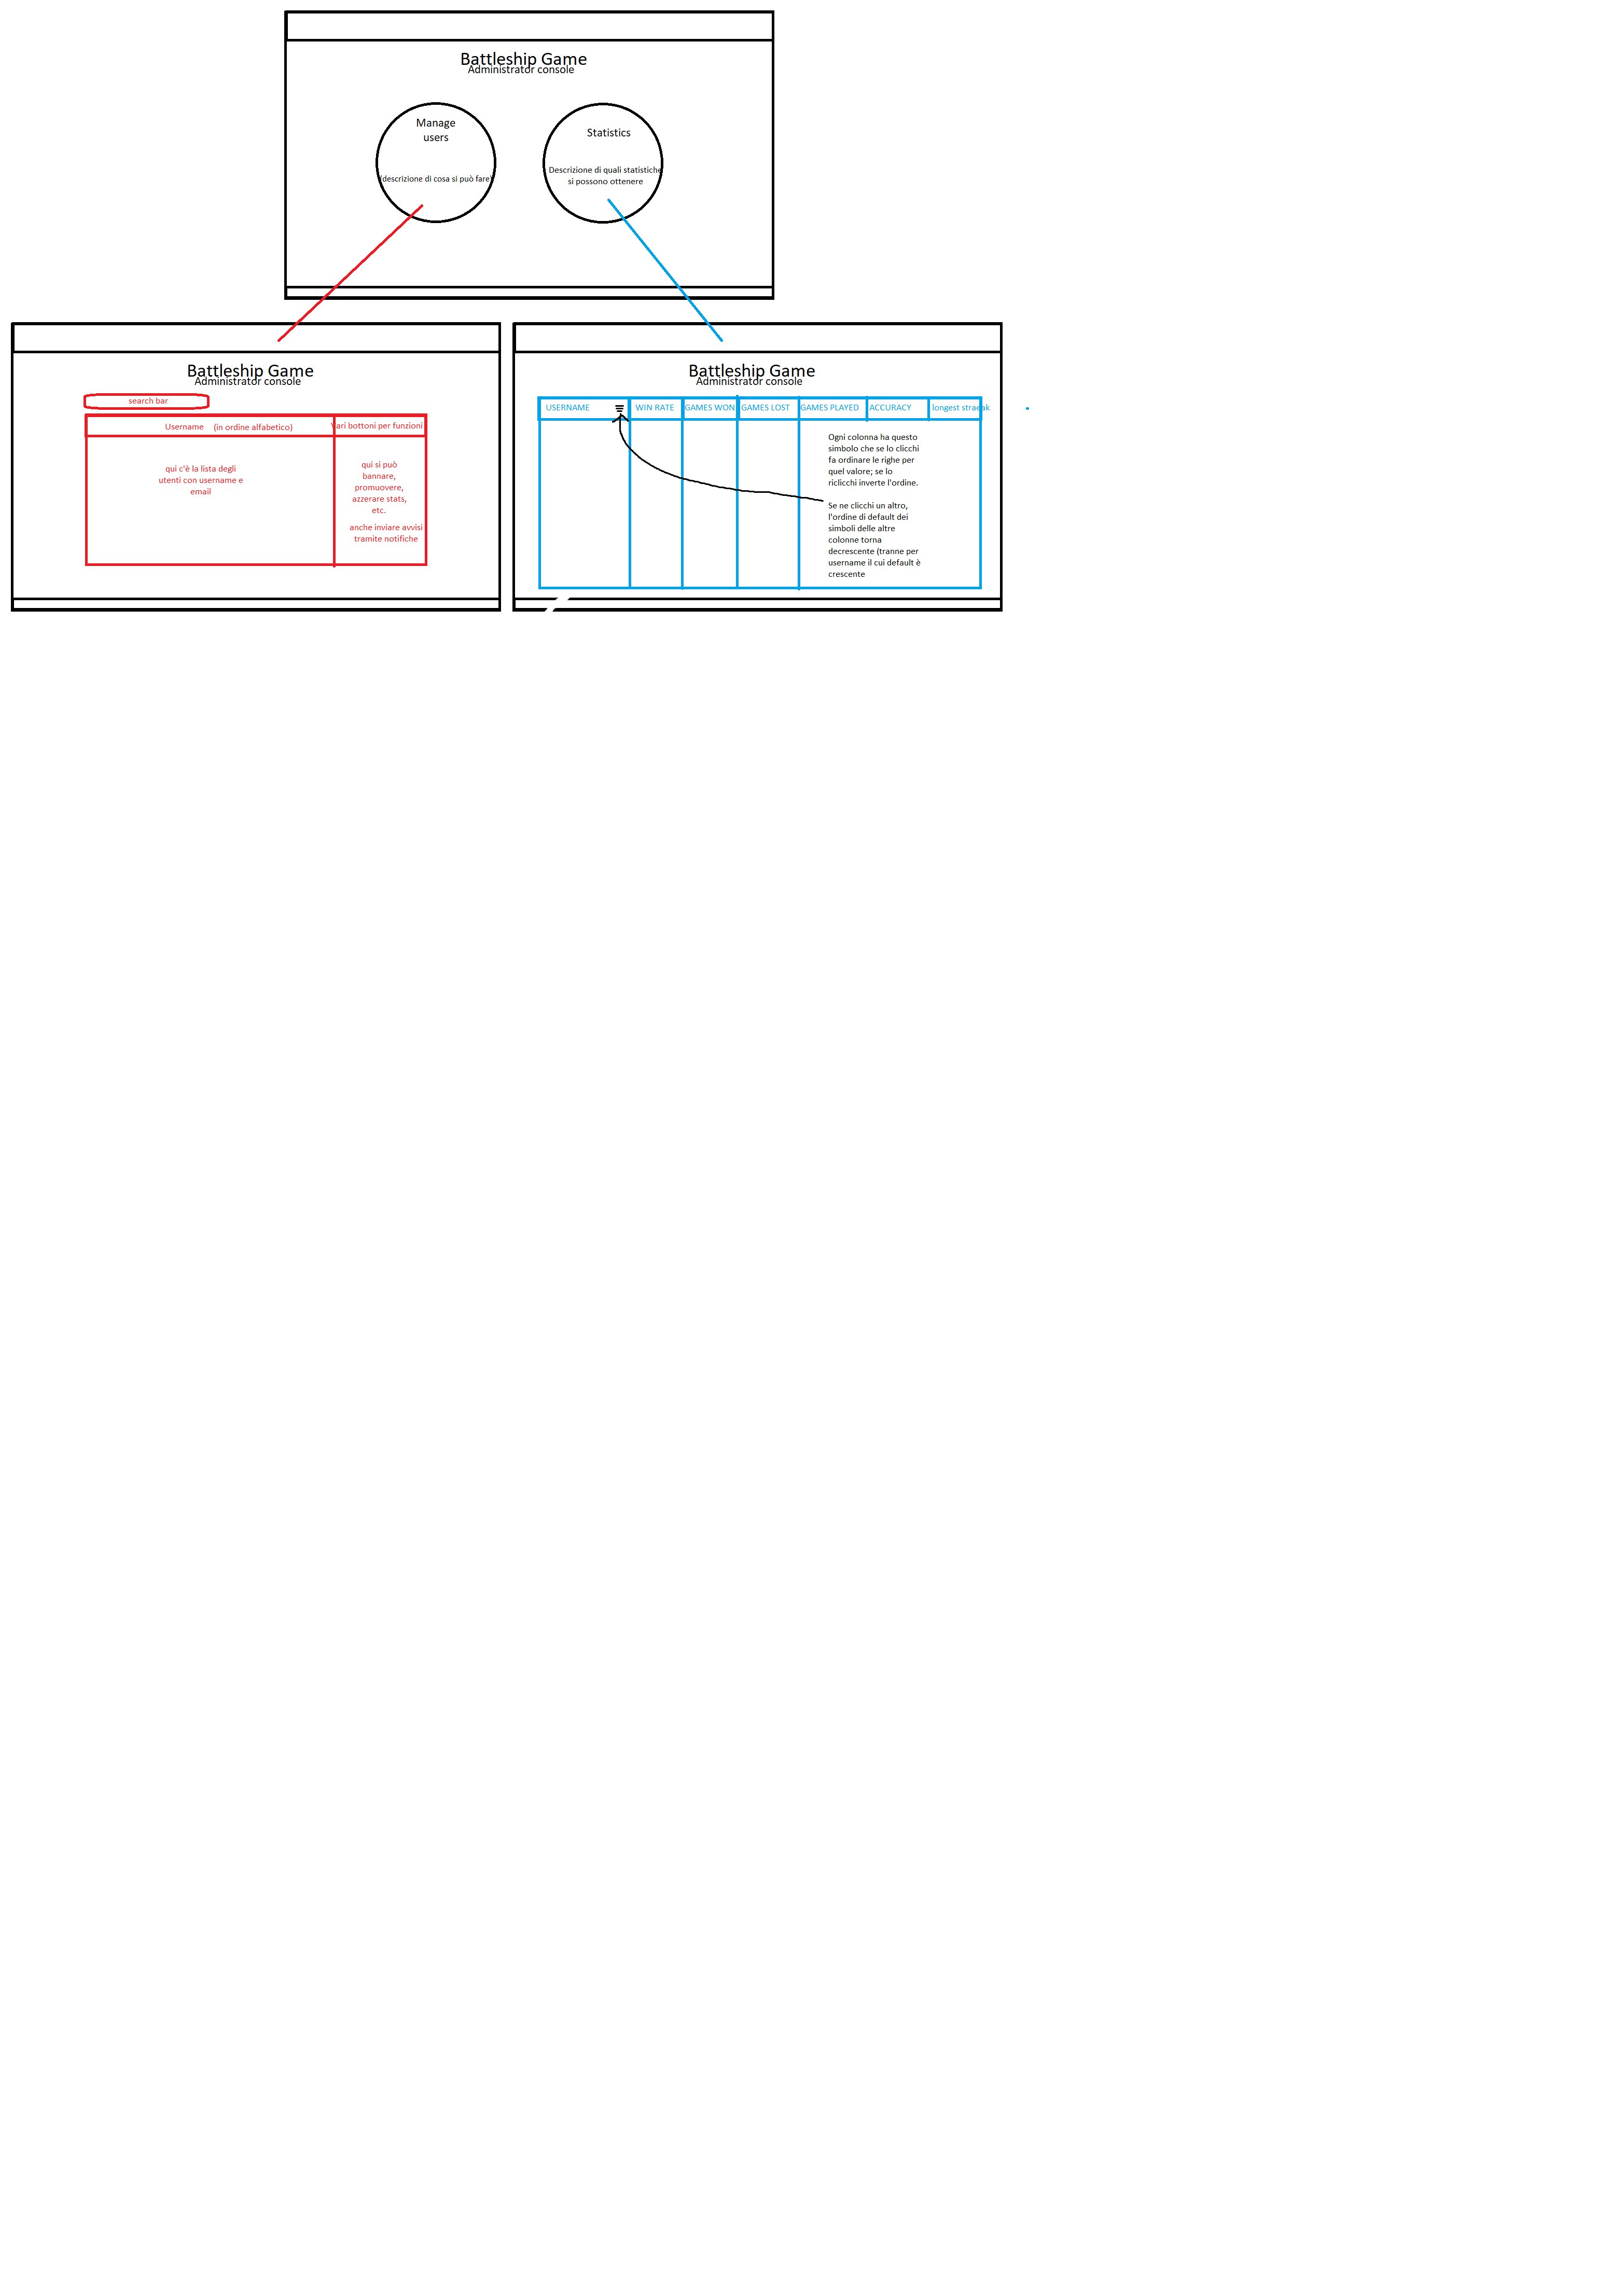 Battleship Game
Administrator console
Manage
users
(descrizione di cosa si può fare)
Statistics
Descrizione di quali statistiche
si possono ottenere
Battleship Game
Administrator console
search bar
Username (in ordine alfabetico)
Vari bottoni per funzioni
qui c'è la lista degli
utenti con username e
email
qui si può
bannare,
promuovere,
azzerare stats,
etc.
anche inviare avvisi
tramite notifiche
Battleship Game
Administrator console
USERNAME WIN RATE GAMES WON GAMES LOST GAMES PLAYED ACCURACY longest straeak
Ogni colonna ha questo
simbolo che se lo clicchi
fa ordinare le righe per
quel valore; se lo
riclicchi inverte l'ordine.
Se ne clicchi un altro,
l'ordine di default dei
simboli delle altre
colonne torna
decrescente (tranne per
username il cui default è
crescente